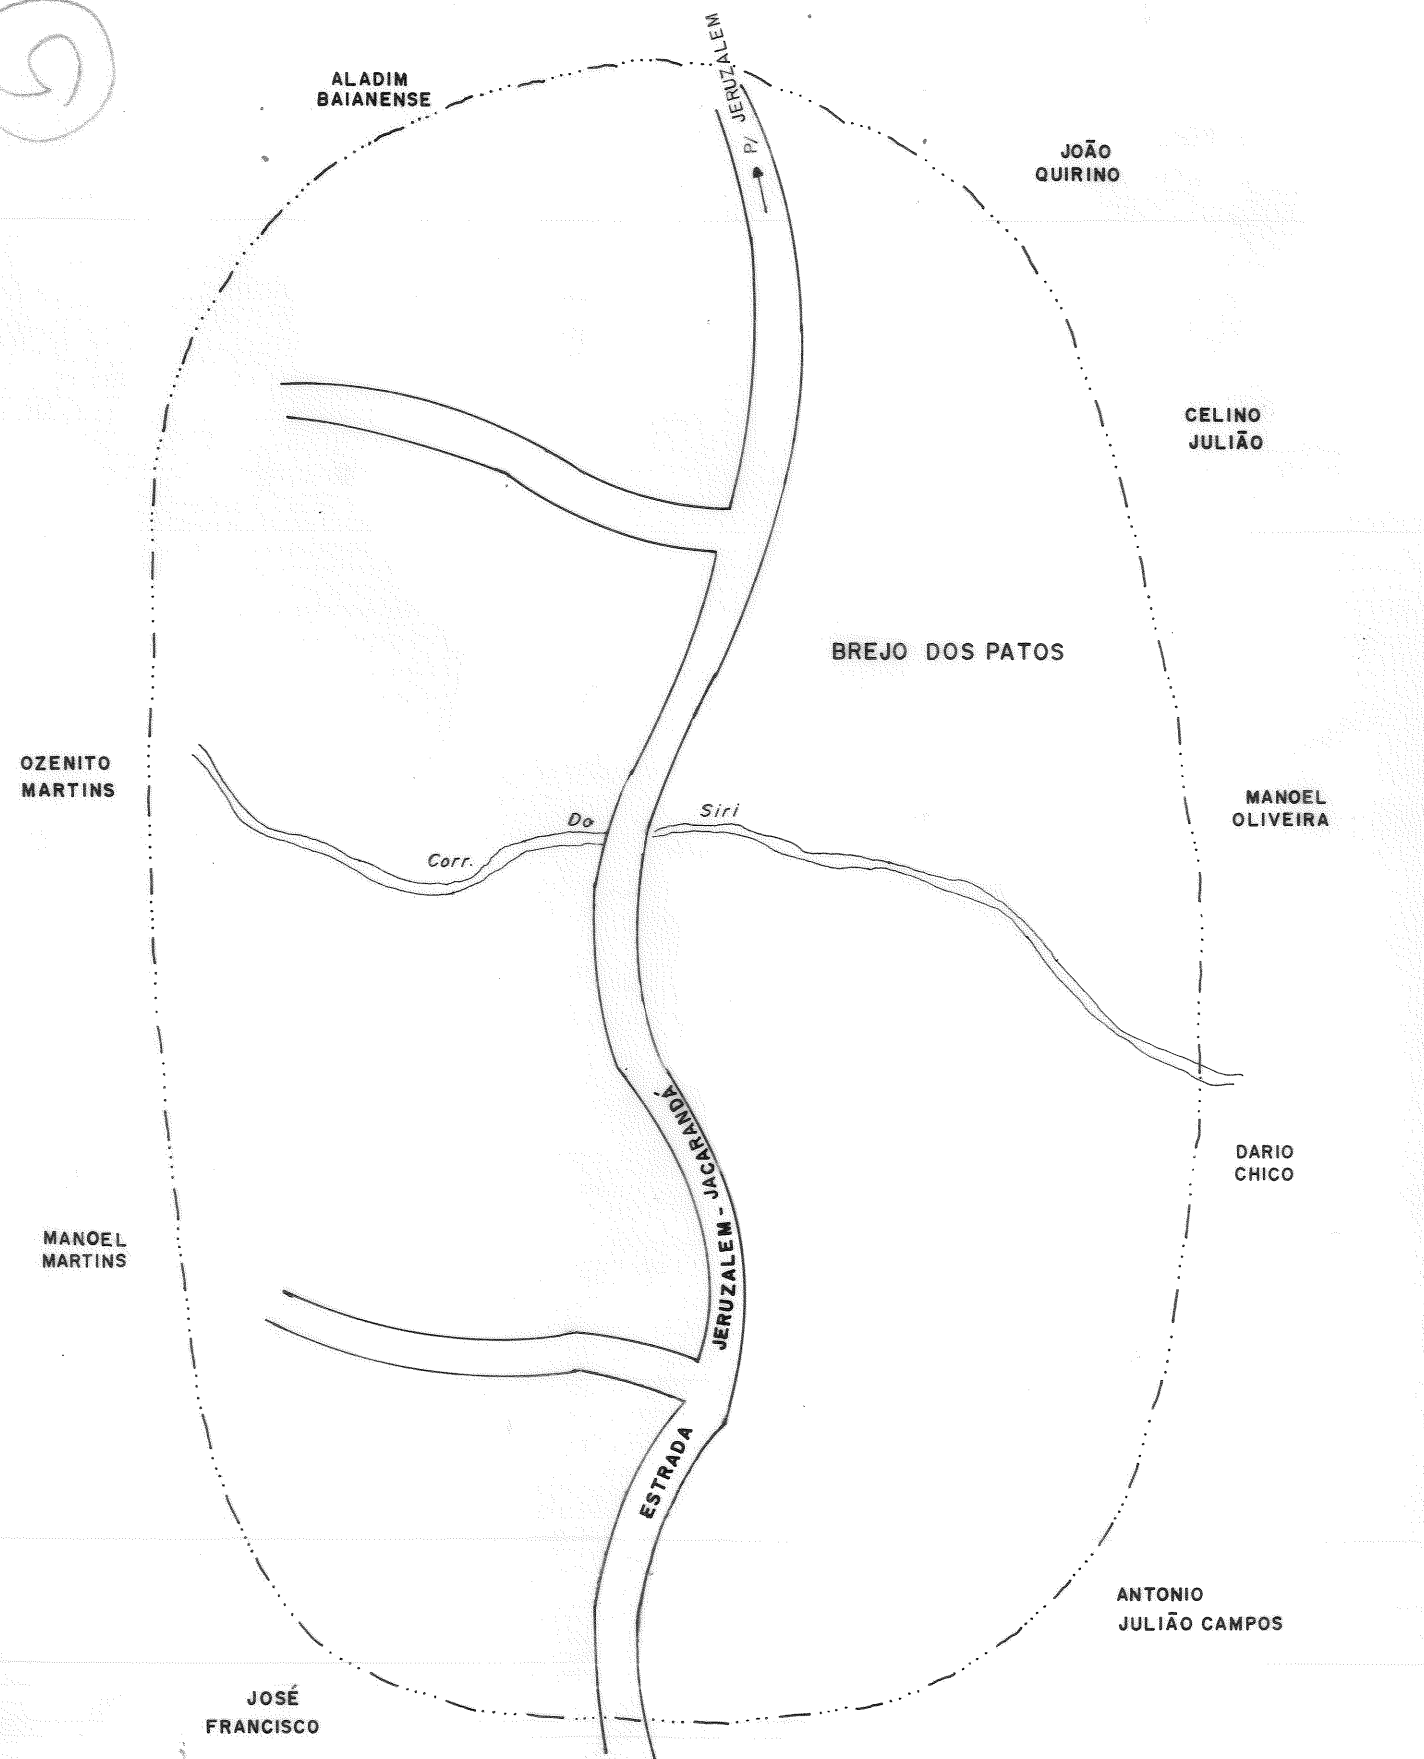 P/ JERUZALEM
ALADIM
BAIANENSE
JOÃO
QUIRINO
CELINO
JULIÃO
BREJO DOS PATOS
OZENITO
MARTINS
MANOEL
OLIVEIRA
Corr. Do Siri
DARIO
CHICO
MANOEL
MARTINS
ESTRADA JERUZALEM - JACARANDÁ
ANTONIO
JULIÃO CAMPOS
JOSÉ
FRANCISCO